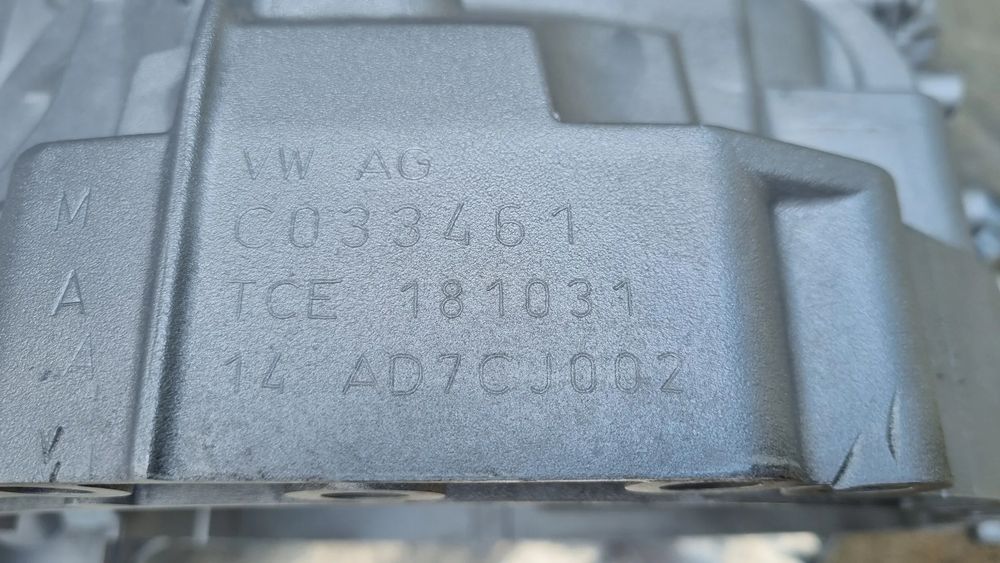 VW AG
C033461
TCE 181031
14 AD7CJ002
M
A
A
V